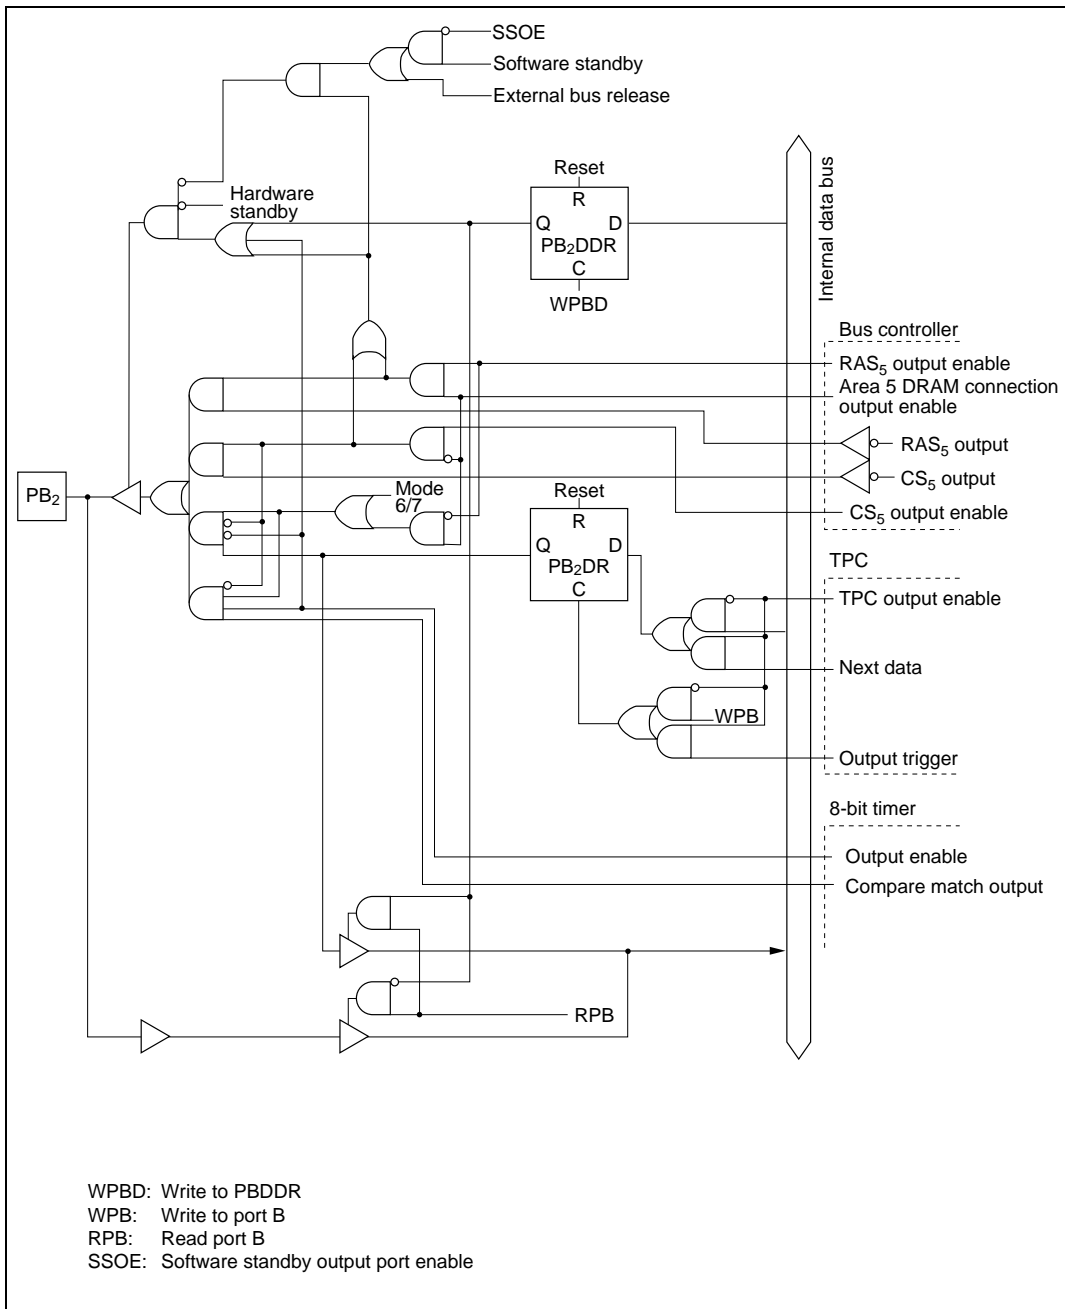 SSOE
Software standby
External bus release
Hardware
standby
Reset
R
Q D
PB₂DDR
C
WPBD
Internal data bus
Bus controller
RAS₅ output enable
Area 5 DRAM connection
output enable
RAS₅ output
CS₅ output
CS₅ output enable
PB₂
Mode
6/7
Reset
R
Q D
PB₂DR
C
TPC
TPC output enable
Next data
WPB
Output trigger
8-bit timer
Output enable
Compare match output
RPB
WPBD: Write to PBDDR
WPB: Write to port B
RPB: Read port B
SSOE: Software standby output port enable